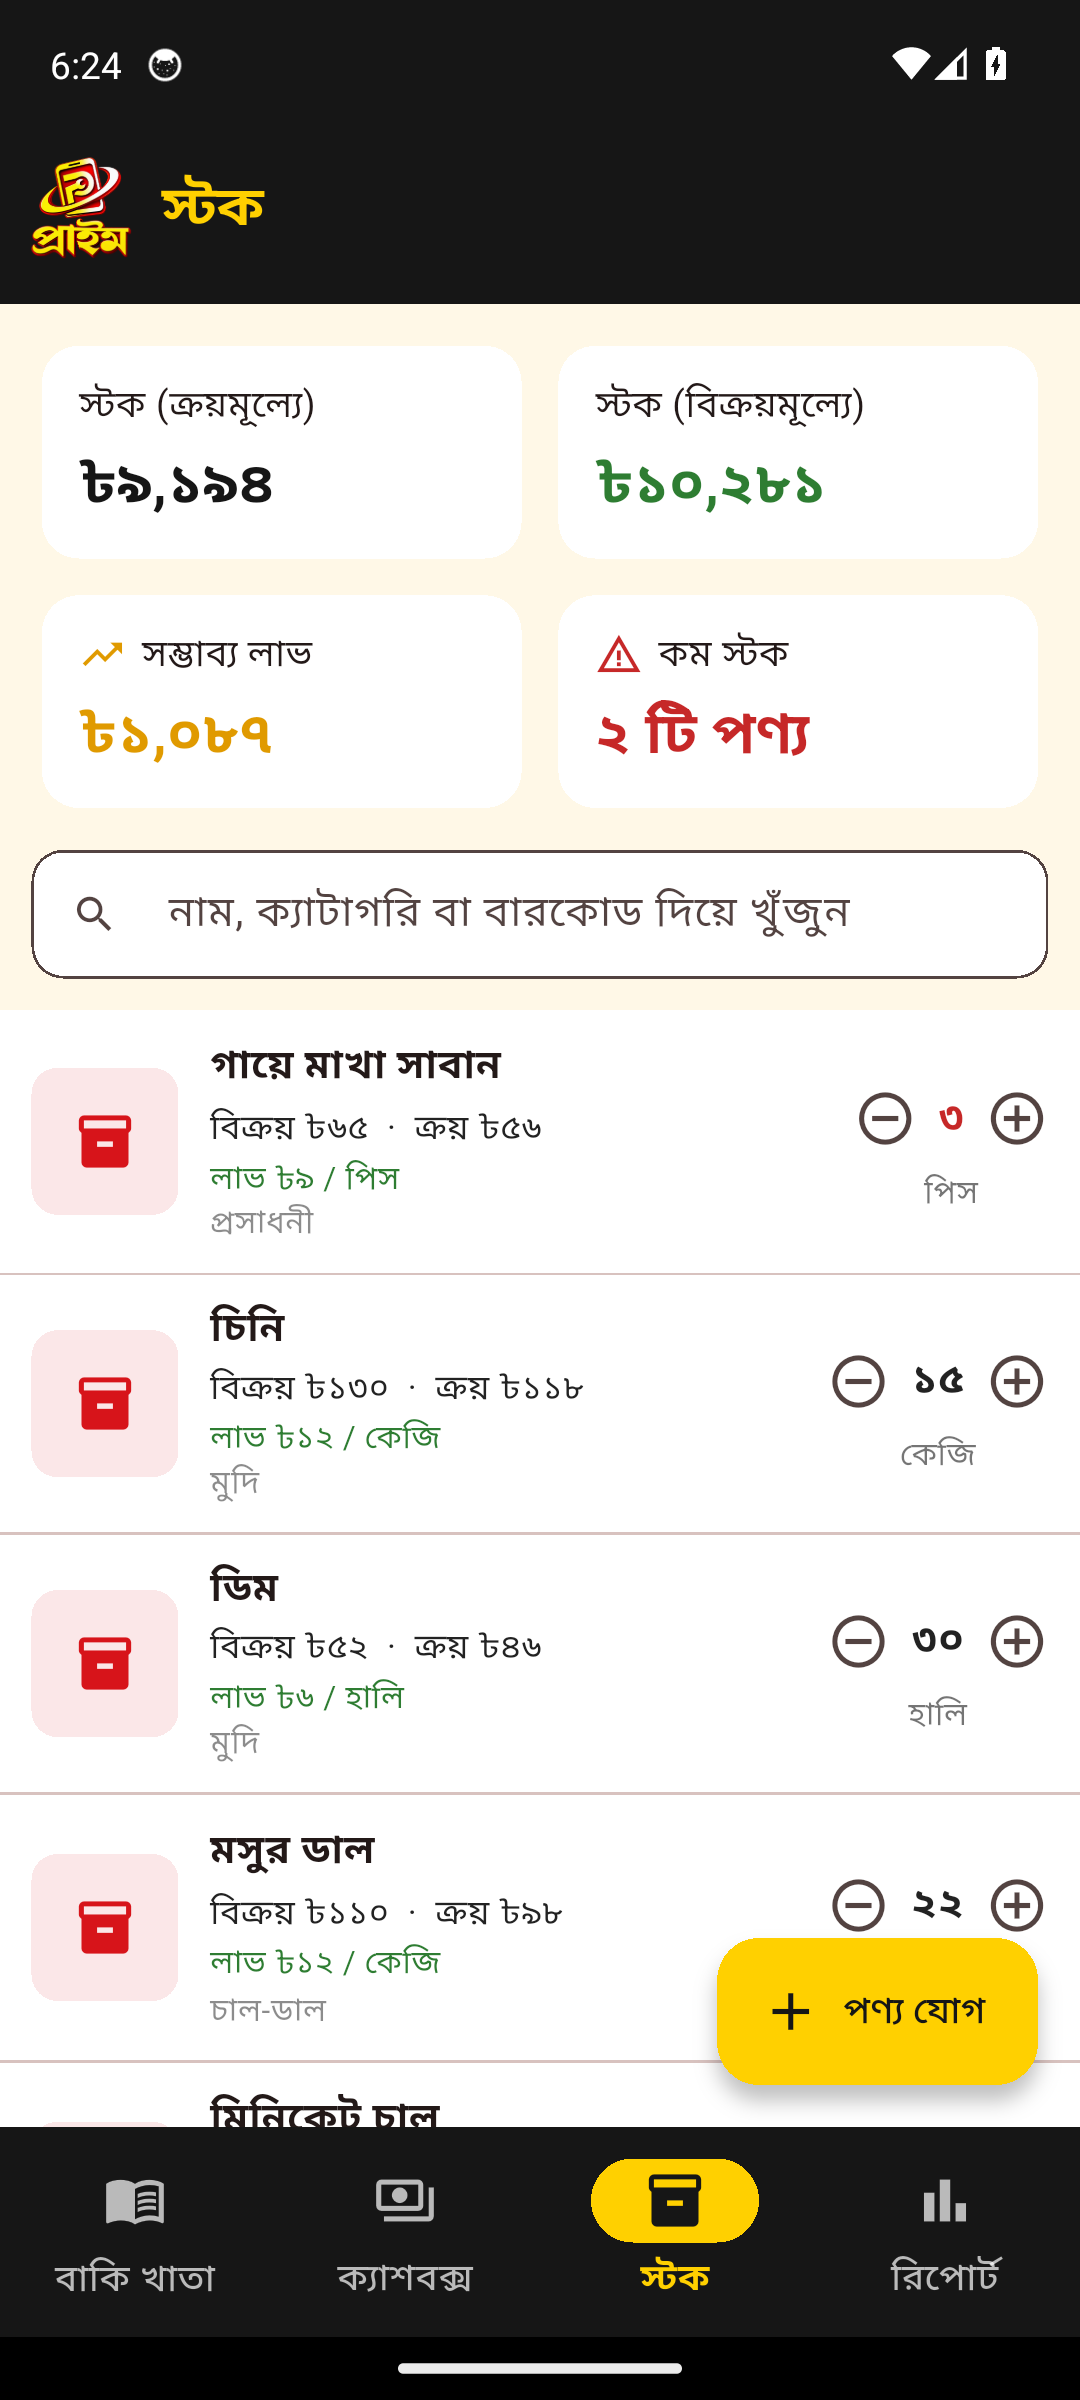 6:24
প্রাইম
স্টক
স্টক (ক্রয়মূল্যে)
৳৯,১৯৪
স্টক (বিক্রয়মূল্যে)
৳১০,২৮১
সম্ভাব্য লাভ
৳১,০৮৭
কম স্টক
২ টি পণ্য
নাম, ক্যাটাগরি বা বারকোড দিয়ে খুঁজুন
গায়ে মাখা সাবান
বিক্রয় ৳৬৫ · ক্রয় ৳৫৬
লাভ ৳৯ / পিস
প্রসাধনী
৩
পিস
চিনি
বিক্রয় ৳১৩০ · ক্রয় ৳১১৮
লাভ ৳১২ / কেজি
মুদি
১৫
কেজি
ডিম
বিক্রয় ৳৫২ · ক্রয় ৳৪৬
লাভ ৳৬ / হালি
মুদি
৩০
হালি
মসুর ডাল
বিক্রয় ৳১১০ · ক্রয় ৳৯৮
লাভ ৳১২ / কেজি
চাল-ডাল
২২
পণ্য যোগ
মিনিকেট চাল
বাকি খাতা
ক্যাশবক্স
স্টক
রিপোর্ট